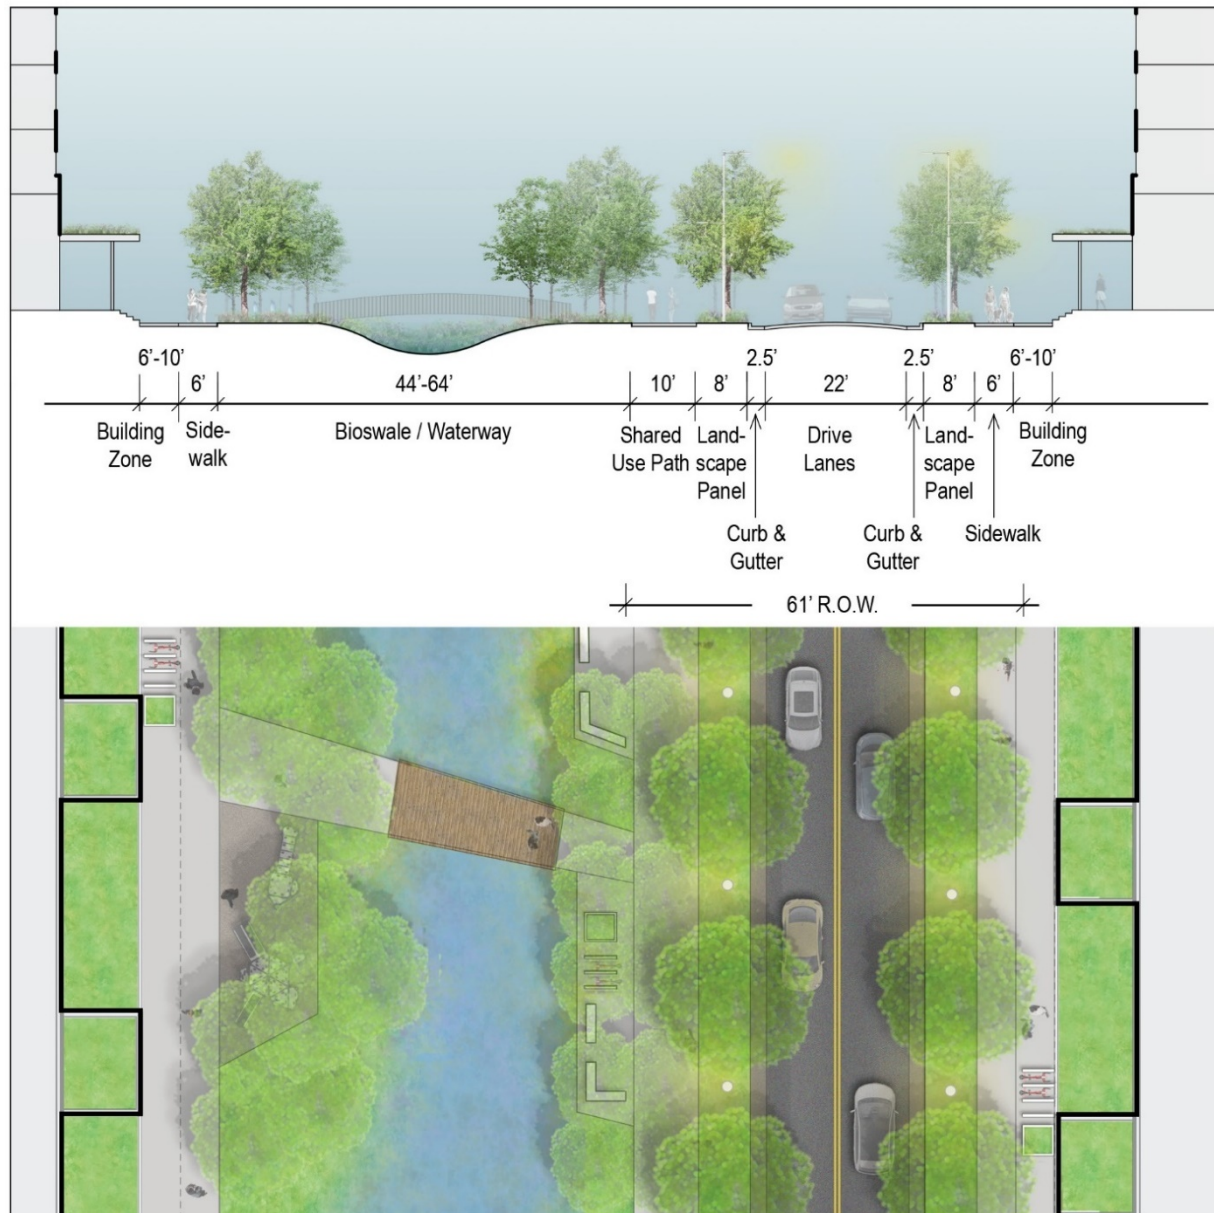 6'-10'
2.5'
2.5'
6'-10'
6'
44'-64'
10'
8'
22'
8'
6'
Building
Zone
Side-
walk
Bioswale / Waterway
Shared
Use Path
Land-
scape
Panel
Drive
Lanes
Land-
scape
Panel
Building
Zone
Curb &
Gutter
Curb &
Gutter
Sidewalk
61' R.O.W.